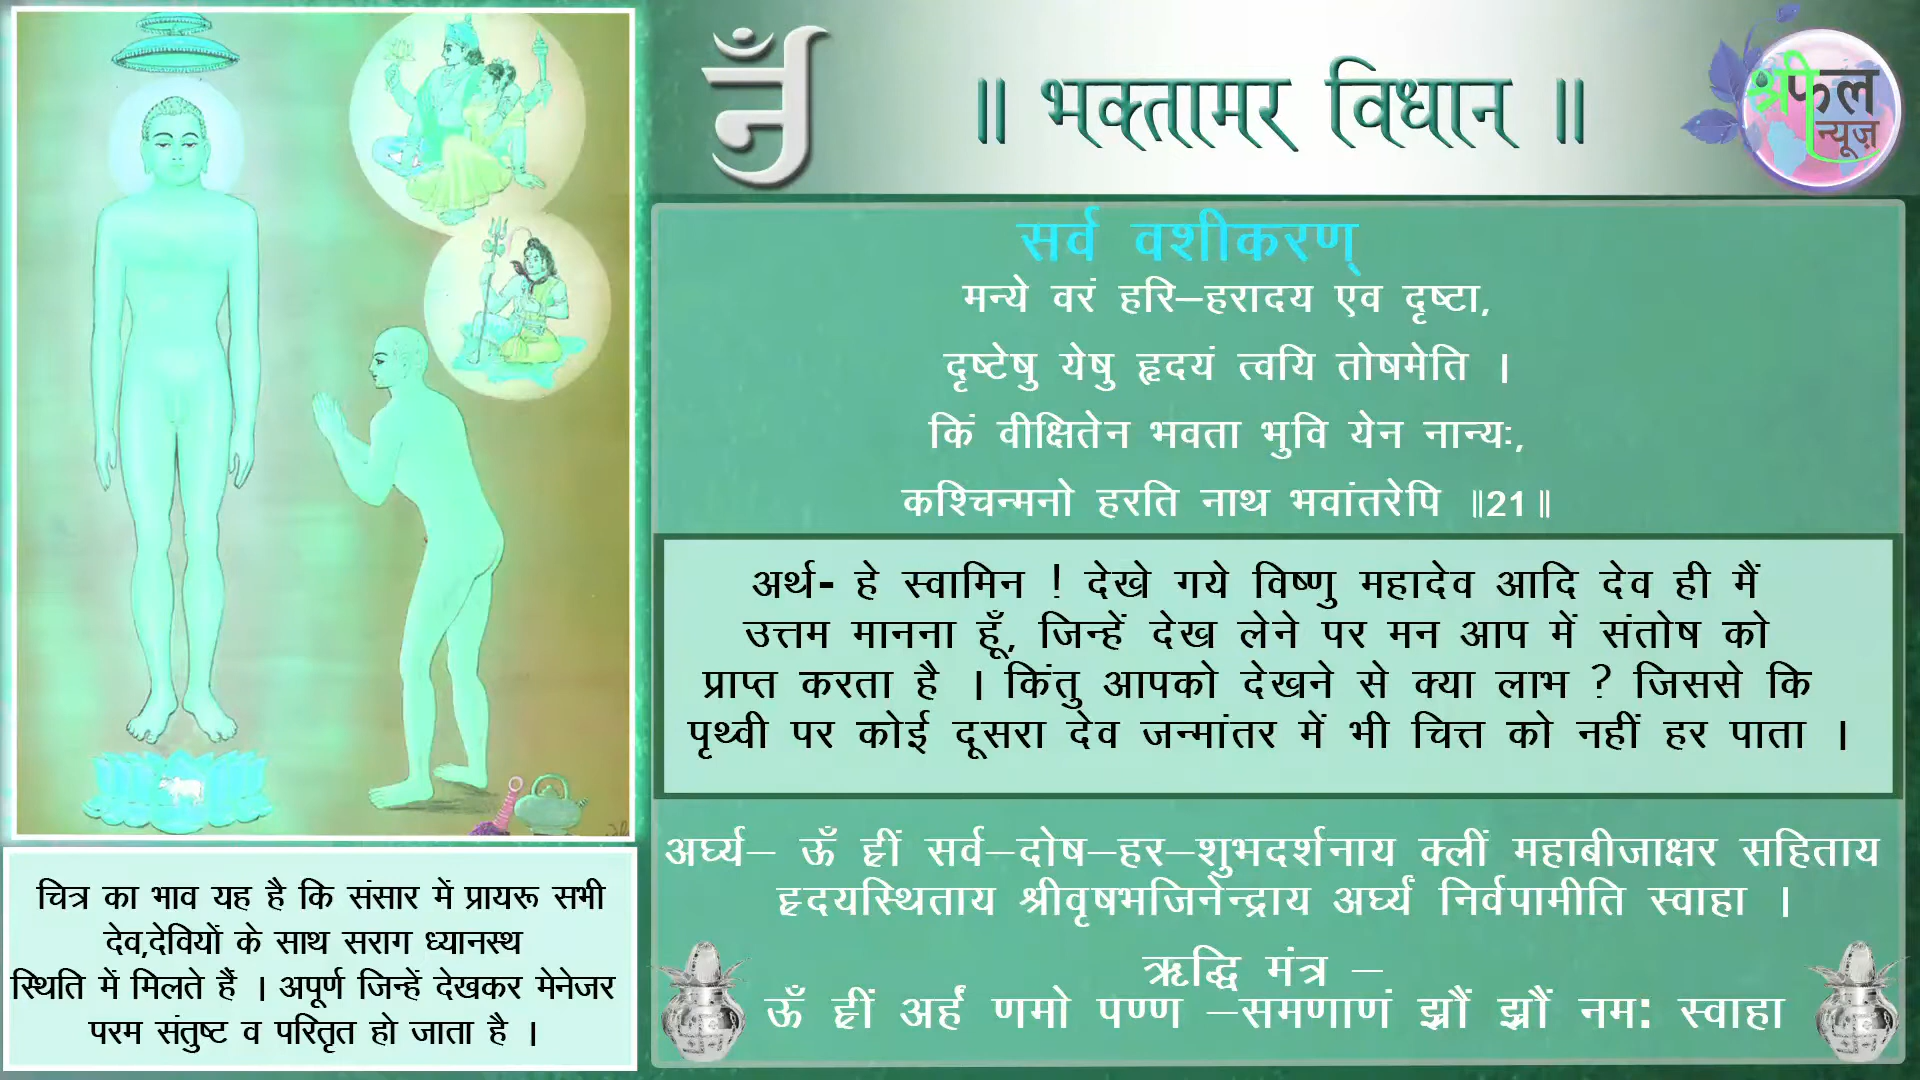 ॥ भक्तामर विधान ॥
श्रीफल
न्यूज़
सर्व वशीकरण्
मन्ये वरं हरि–हरादय एव दृष्टा,
दृष्टेषु येषु हृदयं त्वयि तोषमेति ।
किं वीक्षितेन भवता भुवि येन नान्यः,
कश्चिन्मनो हरति नाथ भवांतरेपि ॥21॥
अर्थ- हे स्वामिन ! देखे गये विष्णु महादेव आदि देव ही मैं
उत्तम मानना हूँ, जिन्हें देख लेने पर मन आप में संतोष को
प्राप्त करता है । किंतु आपको देखने से क्या लाभ ? जिससे कि
पृथ्वी पर कोई दूसरा देव जन्मांतर में भी चित्त को नहीं हर पाता ।
अर्घ्य– ऊँ ह्रीं सर्व–दोष–हर–शुभदर्शनाय क्लीं महाबीजाक्षर सहिताय
हृदयस्थिताय श्रीवृषभजिनेन्द्राय अर्घ्यं निर्वपामीति स्वाहा ।
ऋद्धि मंत्र –
ऊँ ह्रीं अर्हं णमो पण्ण –समणाणं झ्रौं झ्रौं नम: स्वाहा
चित्र का भाव यह है कि संसार में प्रायरू सभी
देव,देवियों के साथ सराग ध्यानस्थ
स्थिति में मिलते हैं । अपूर्ण जिन्हें देखकर मेनेजर
परम संतुष्ट व परितृत हो जाता है ।